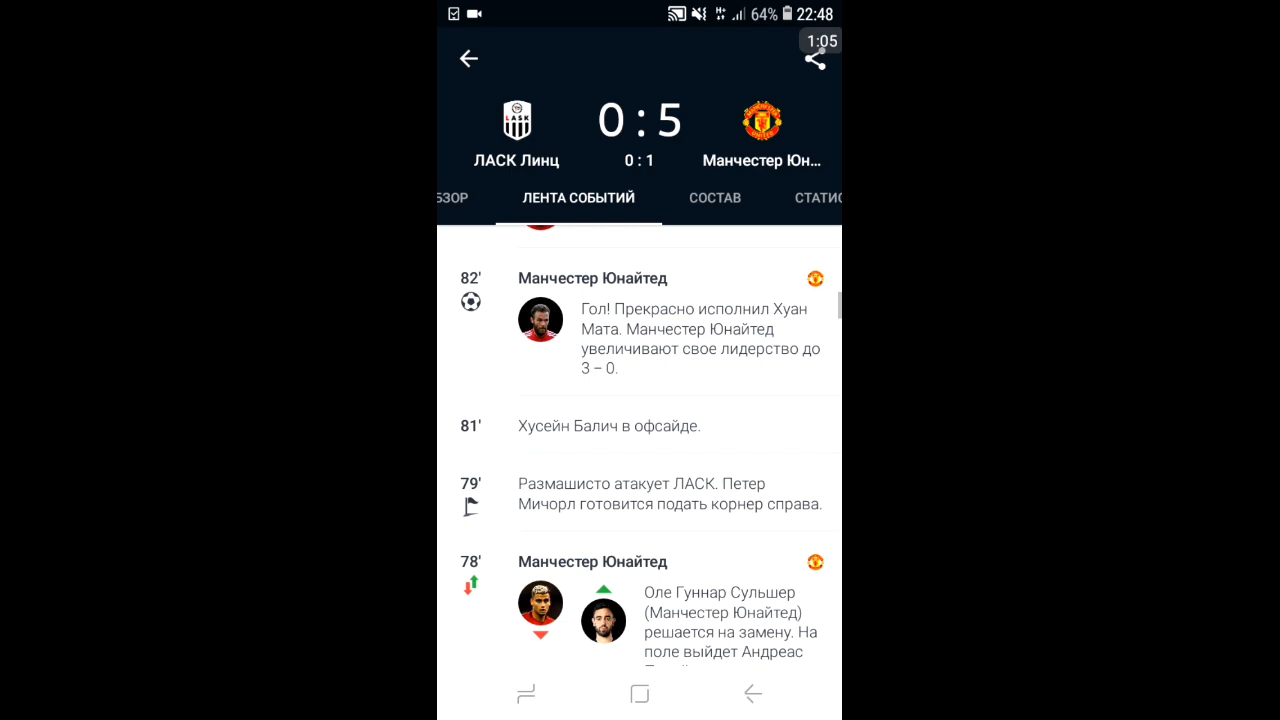 64% 22:48
1:05
LASK
0 : 5
ЛАСК Линц
0 : 1
Манчестер Юн...
БЗОР
ЛЕНТА СОБЫТИЙ
СОСТАВ
СТАТИС
82'
Манчестер Юнайтед
Гол! Прекрасно исполнил Хуан
Мата. Манчестер Юнайтед
увеличивают свое лидерство до
3 – 0.
81'
Хусейн Балич в офсайде.
79'
Размашисто атакует ЛАСК. Петер
Мичорл готовится подать корнер справа.
78'
Манчестер Юнайтед
Оле Гуннар Сульшер
(Манчестер Юнайтед)
решается на замену. На
поле выйдет Андреас